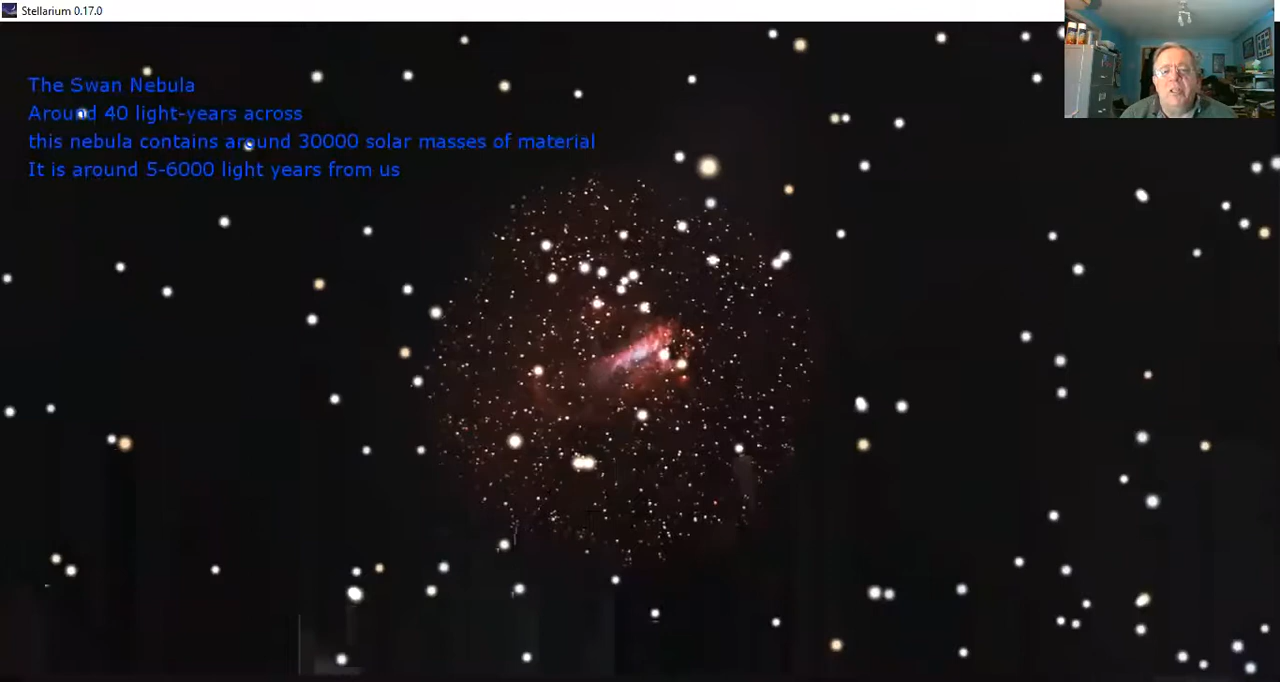 Stellarium 0.17.0
The Swan Nebula
Around 40 light-years across
this nebula contains around 30000 solar masses of material
It is around 5-6000 light years from us